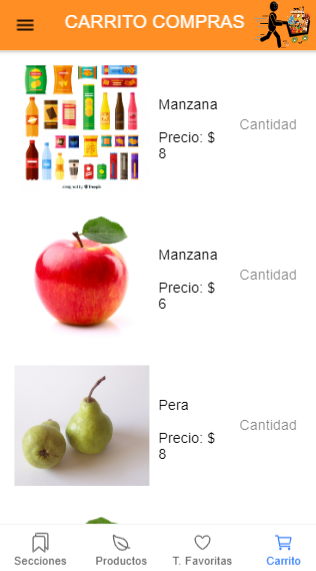 CARRITO COMPRAS
Manzana
Precio: $
8
Cantidad
Manzana
Precio: $
6
Cantidad
Pera
Precio: $
8
Cantidad
Secciones
Productos
T. Favoritas
Carrito